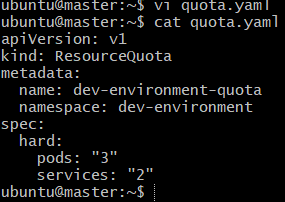 ubuntu@master:~$ vi quota.yaml
ubuntu@master:~$ cat quota.yaml
apiVersion: v1
kind: ResourceQuota
metadata:
  name: dev-environment-quota
  namespace: dev-environment
spec:
  hard:
    pods: "3"
    services: "2"
ubuntu@master:~$